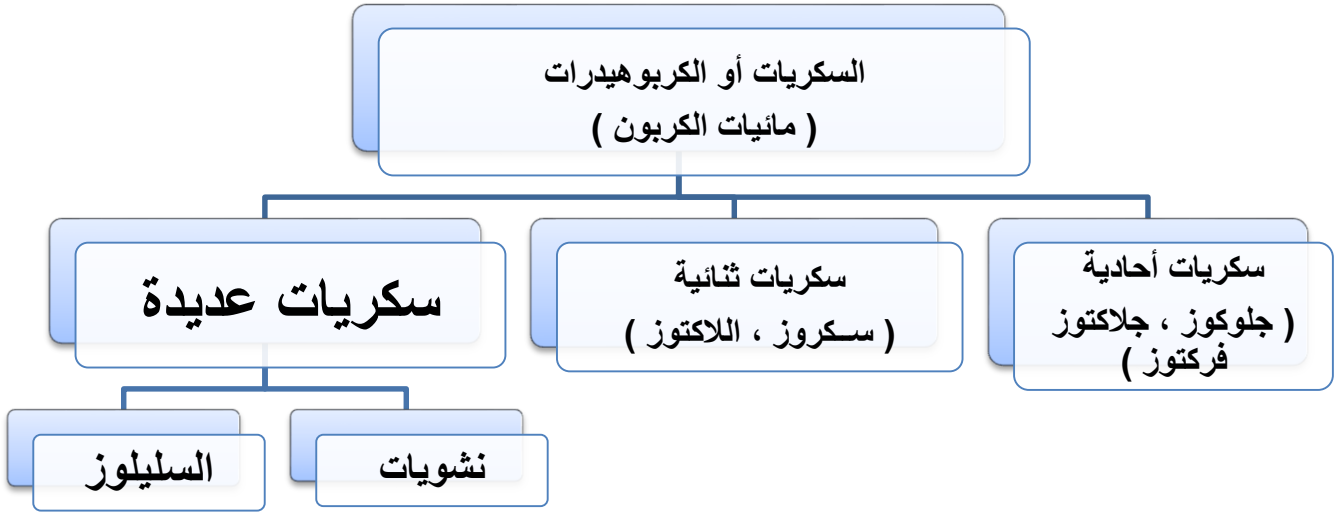 السكريات أو الكربوهيدرات
( مائيات الكربون )
سكريات أحادية
( جلوكوز ، جلاكتوز
فركتوز )
سكريات ثنائية
( سـكروز ، اللاكتوز )
سكريات عديدة
نشويات
السليلوز